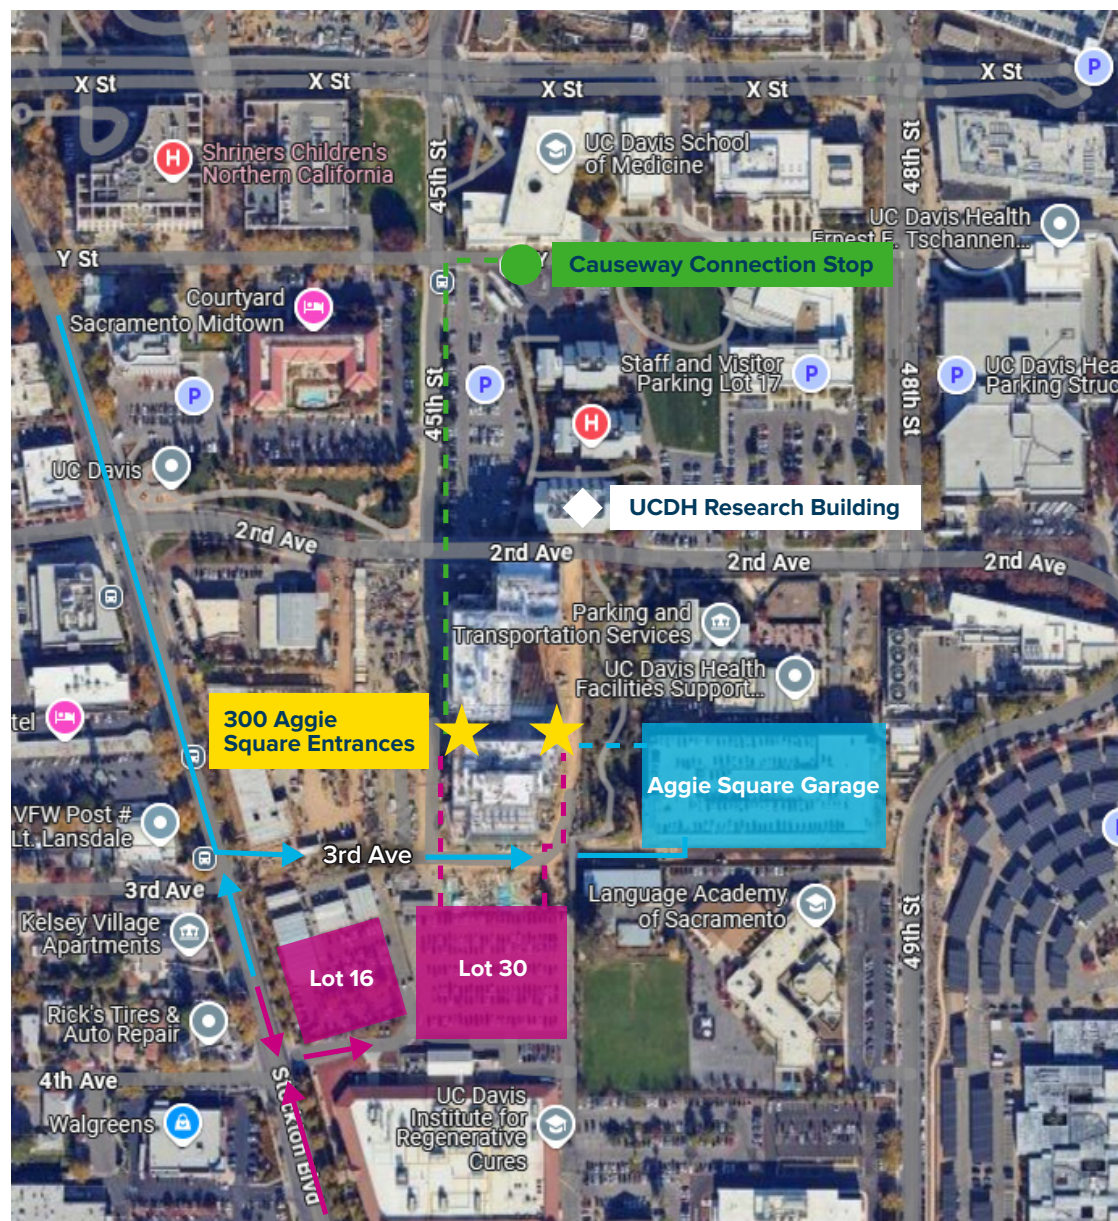 X St
X St
X St
X St
X St
P
Shriners Children's
Northern California
45th St
UC Davis School
of Medicine
48th St
UC Davis Health
Ernest E. Tschannen...
Y St
Y
Causeway Connection Stop
Courtyard
Sacramento Midtown
P
45th St
P
Staff and Visitor
Parking Lot 17
P
48th St
P
UC Davis Hea
Parking Struc
H
H
UC Davis
UCDH Research Building
2nd Ave
2nd Ave
2nd Ave
2nd Ave
Parking and
Transportation Services
UC Davis Health
Facilities Support...
tel
300 Aggie
Square Entrances
Aggie Square Garage
VFW Post #
Lt. Lansdale
3rd Ave
3rd Ave
Kelsey Village
Apartments
Language Academy
of Sacramento
49th St
Lot 16
Lot 30
Rick's Tires &
Auto Repair
4th Ave
Walgreens
Stockton Blvd
UC Davis
Institute for
Regenerative
Cures